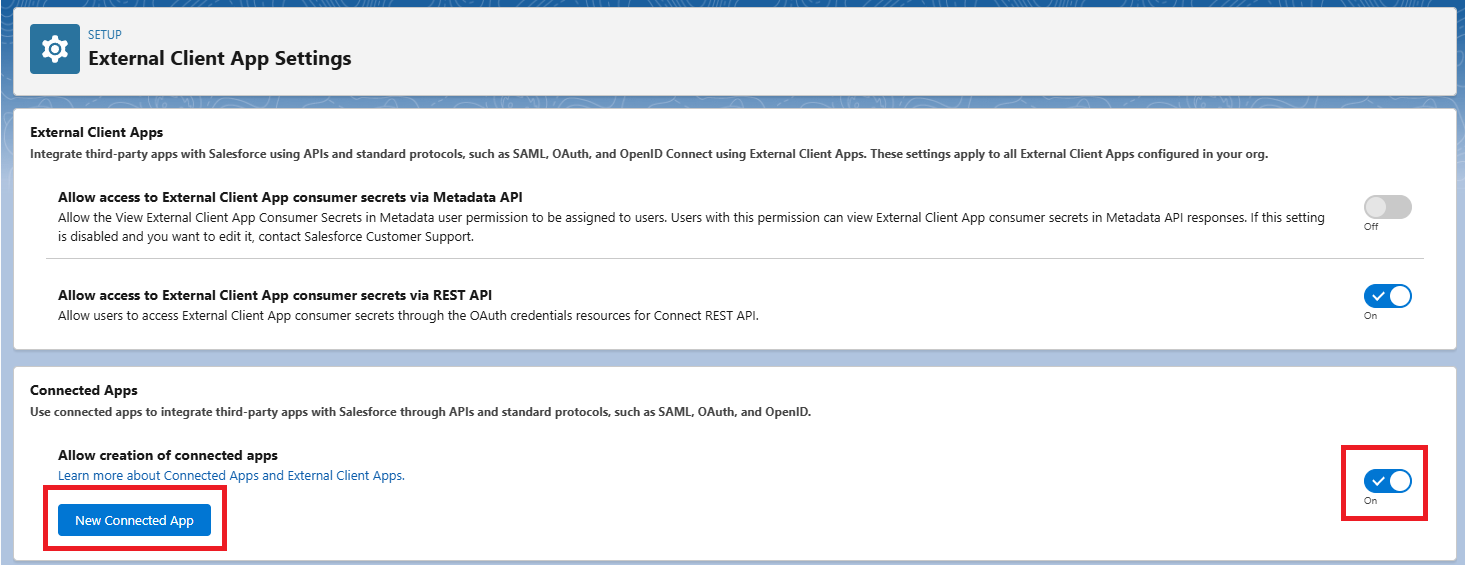 SETUP
External Client App Settings
External Client Apps
Integrate third-party apps with Salesforce using APIs and standard protocols, such as SAML, OAuth, and OpenID Connect using External Client Apps. These settings apply to all External Client Apps configured in your org.
Allow access to External Client App consumer secrets via Metadata API
Allow the View External Client App Consumer Secrets in Metadata user permission to be assigned to users. Users with this permission can view External Client App consumer secrets in Metadata API responses. If this setting
is disabled and you want to edit it, contact Salesforce Customer Support.
Off
Allow access to External Client App consumer secrets via REST API
Allow users to access External Client App consumer secrets through the OAuth credentials resources for Connect REST API.
On
Connected Apps
Use connected apps to integrate third-party apps with Salesforce through APIs and standard protocols, such as SAML, OAuth, and OpenID.
Allow creation of connected apps
Learn more about Connected Apps and External Client Apps.
On
New Connected App